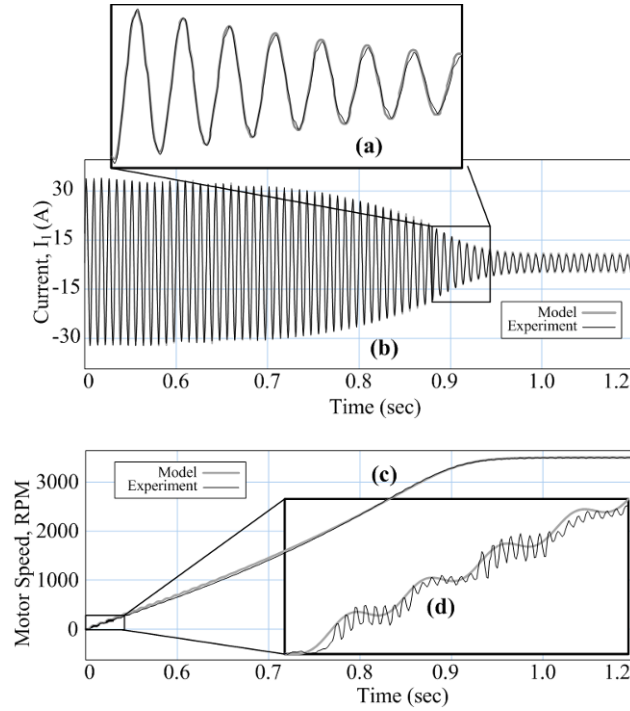 (a)
Current, I₁ (A)
30
15
-15
-30
Model
Experiment
(b)
0 0.6 0.7 0.8 0.9 1.0 1.2
Time (sec)
Motor Speed, RPM
3000
2000
1000
0
Model
Experiment
(c)
(d)
0 0.6 0.7 0.8 0.9 1.0 1.2
Time (sec)